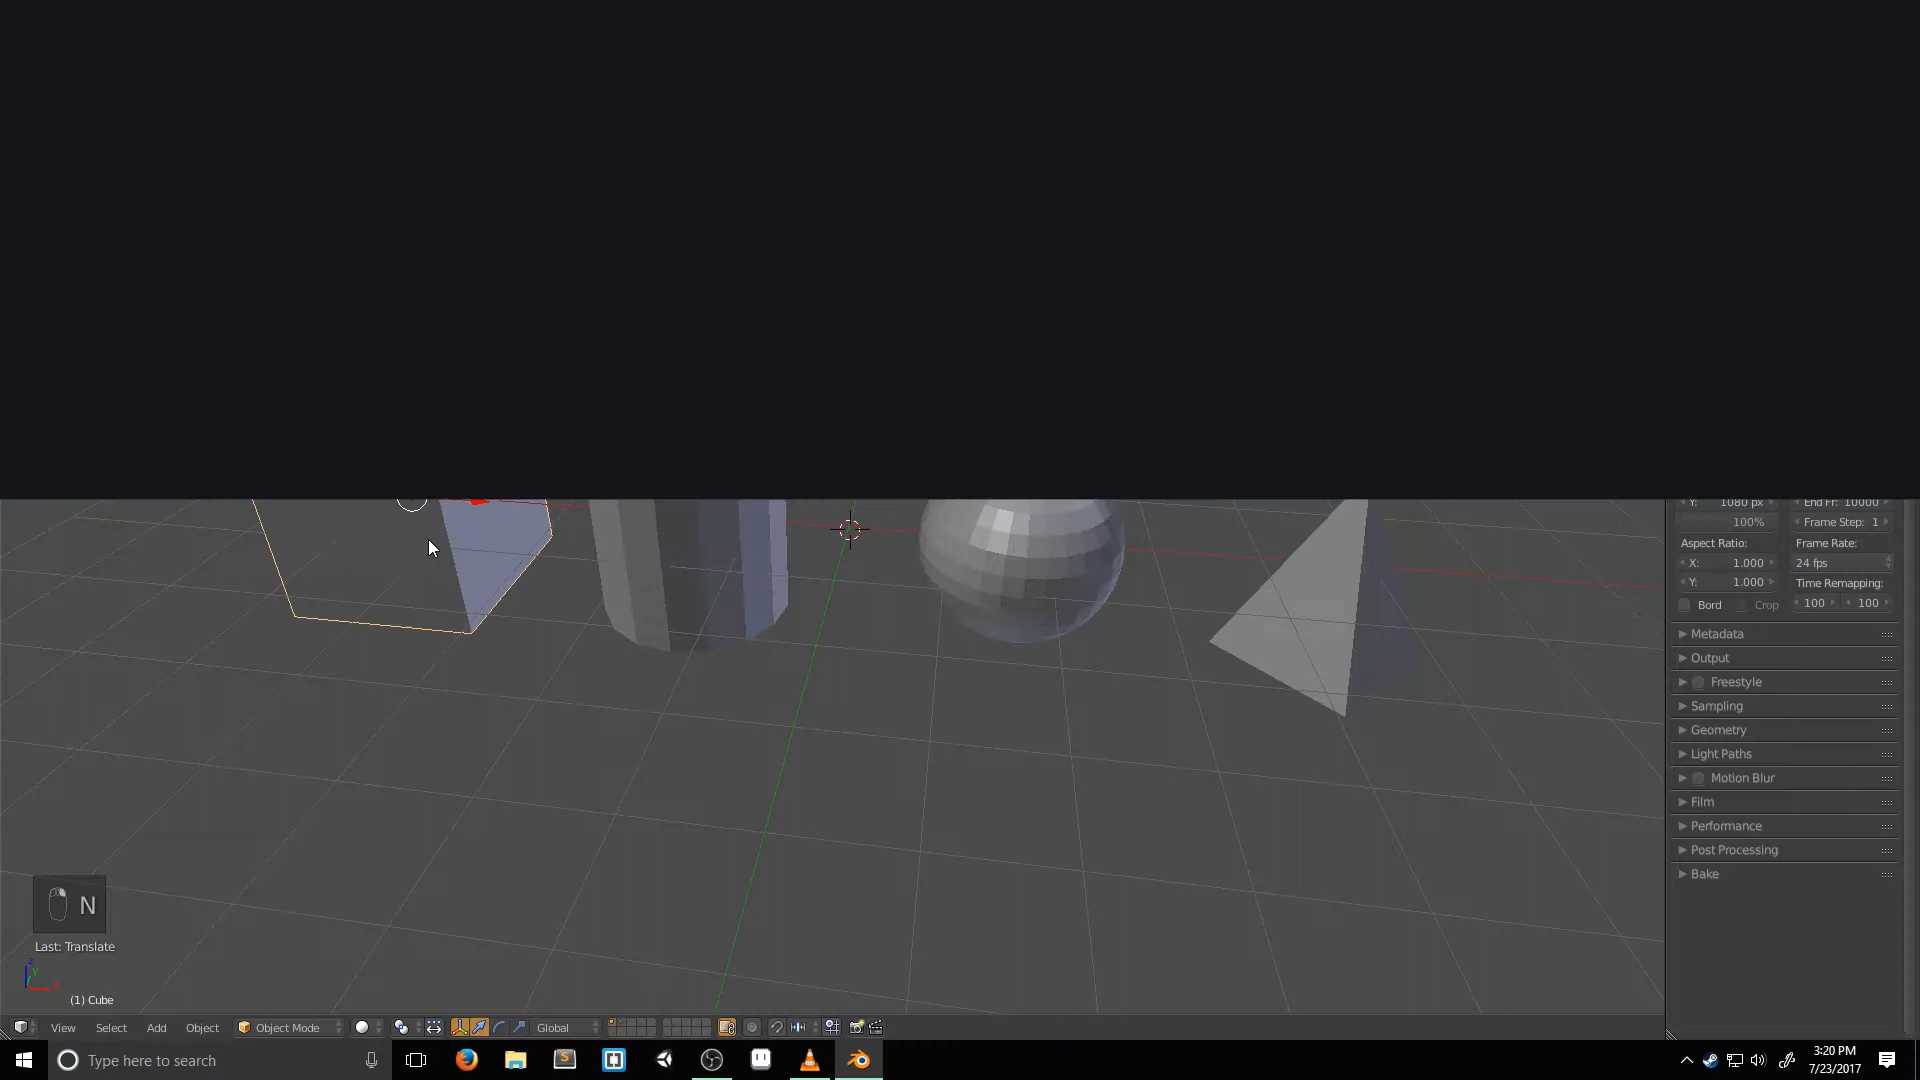 Y: 1080 px
End Fr: 10000
100%
Frame Step: 1
Aspect Ratio:
Frame Rate:
X: 1.000
24 fps
Y: 1.000
Time Remapping:
Bord
Crop
100
100
Metadata
Output
Freestyle
Sampling
Geometry
Light Paths
Motion Blur
Film
Performance
Post Processing
Bake
N
Last: Translate
z
y
x
(1) Cube
View
Select
Add
Object
Object Mode
Global
Type here to search
3:20 PM
7/23/2017